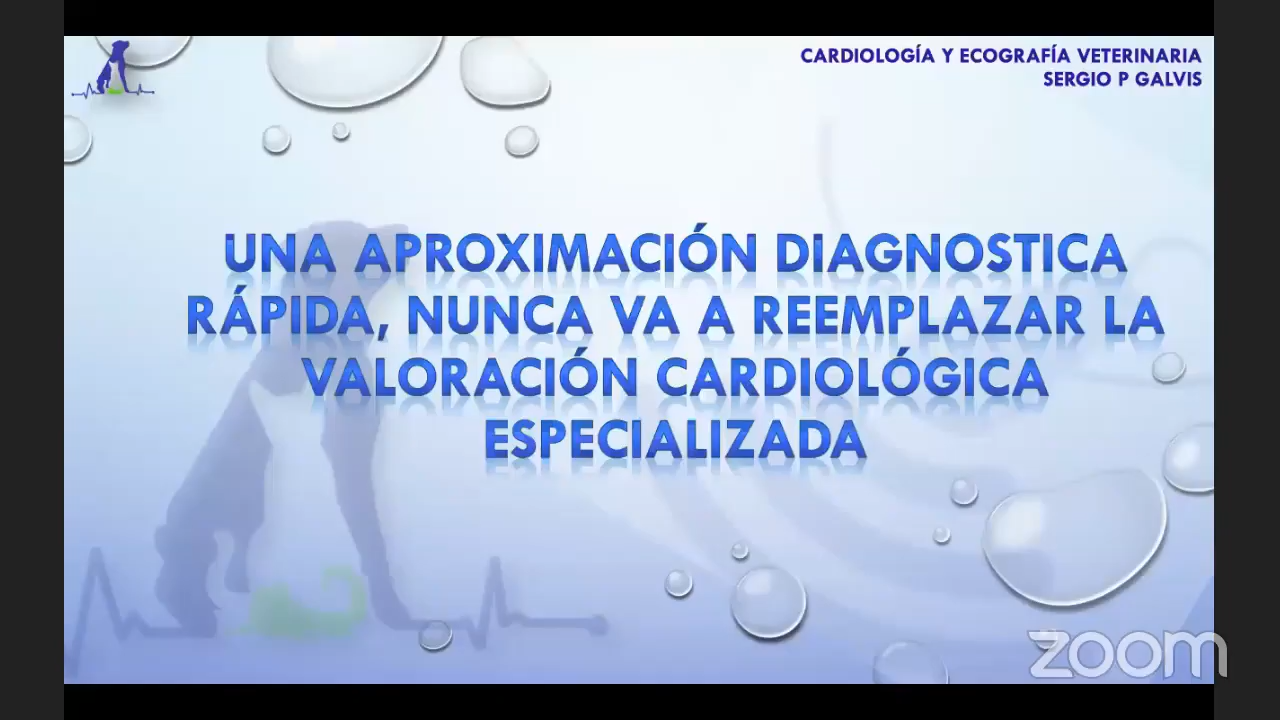 CARDIOLOGÍA Y ECOGRAFÍA VETERINARIA
SERGIO P GALVIS
UNA APROXIMACIÓN DIAGNOSTICA
RÁPIDA, NUNCA VA A REEMPLAZAR LA
VALORACIÓN CARDIOLÓGICA
ESPECIALIZADA
zoom